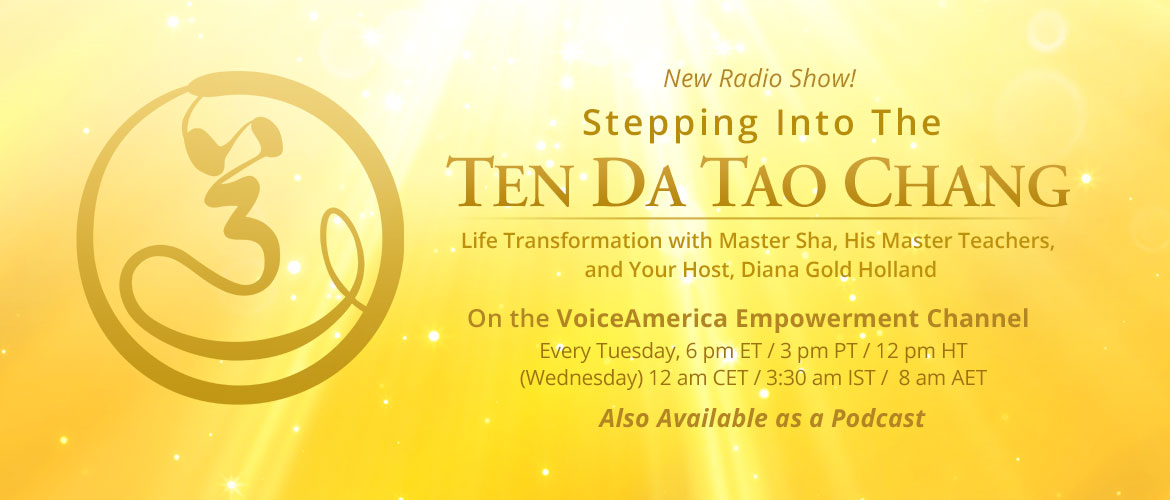 New Radio Show!
Stepping Into The
TEN DA TAO CHANG
Life Transformation with Master Sha, His Master Teachers,
and Your Host, Diana Gold Holland
On the VoiceAmerica Empowerment Channel
Every Tuesday, 6 pm ET / 3 pm PT / 12 pm HT
(Wednesday) 12 am CET / 3:30 am IST /  8 am AET
Also Available as a Podcast